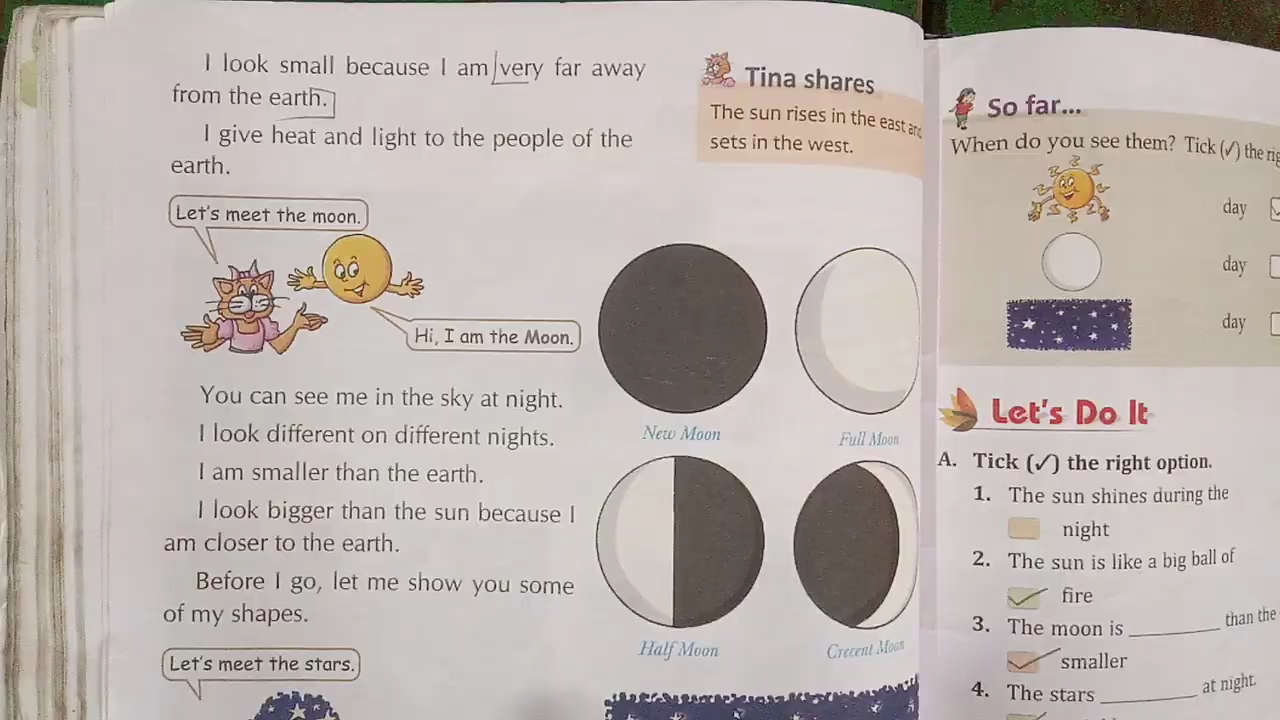 I look small because I am very far away
from the earth.
I give heat and light to the people of the
earth.
Let's meet the moon.
Hi, I am the Moon.
You can see me in the sky at night.
I look different on different nights.
I am smaller than the earth.
I look bigger than the sun because I
am closer to the earth.
Before I go, let me show you some
of my shapes.
Let's meet the stars.
Tina shares
The sun rises in the east and
sets in the west.
New Moon
Full Moon
Half Moon
Crecent Moon
So far...
When do you see them? Tick (✓) the
day
day
day
Let's Do It
A. Tick (✓) the right option.
1. The sun shines during the
night
2. The sun is like a big ball of
fire
3. The moon is ________ than the
smaller
4. The stars ________ at night.